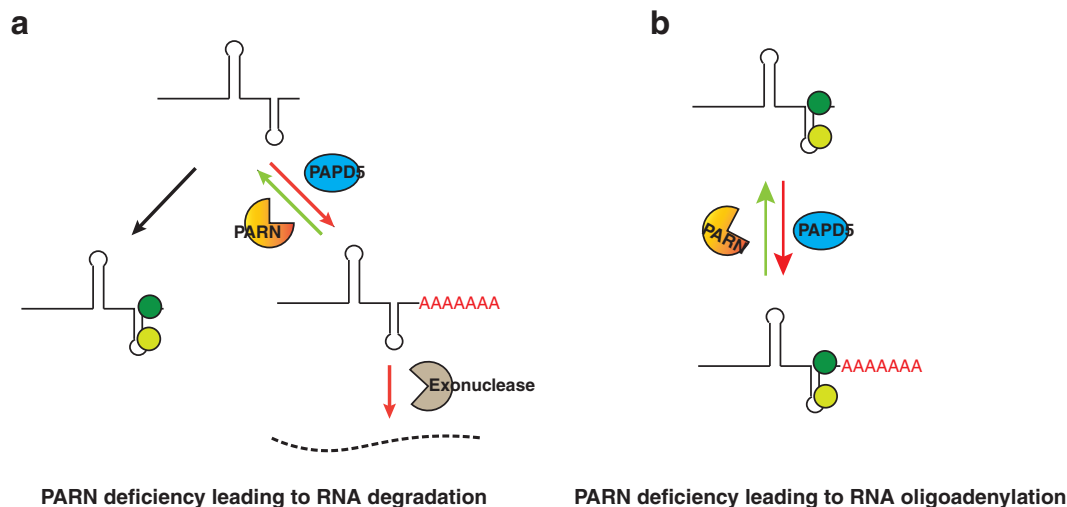 a
b
PAPD5
PARN
PARN
PAPD5
AAAAAAA
Exonuclease
AAAAAAA
PARN deficiency leading to RNA degradation
PARN deficiency leading to RNA oligoadenylation